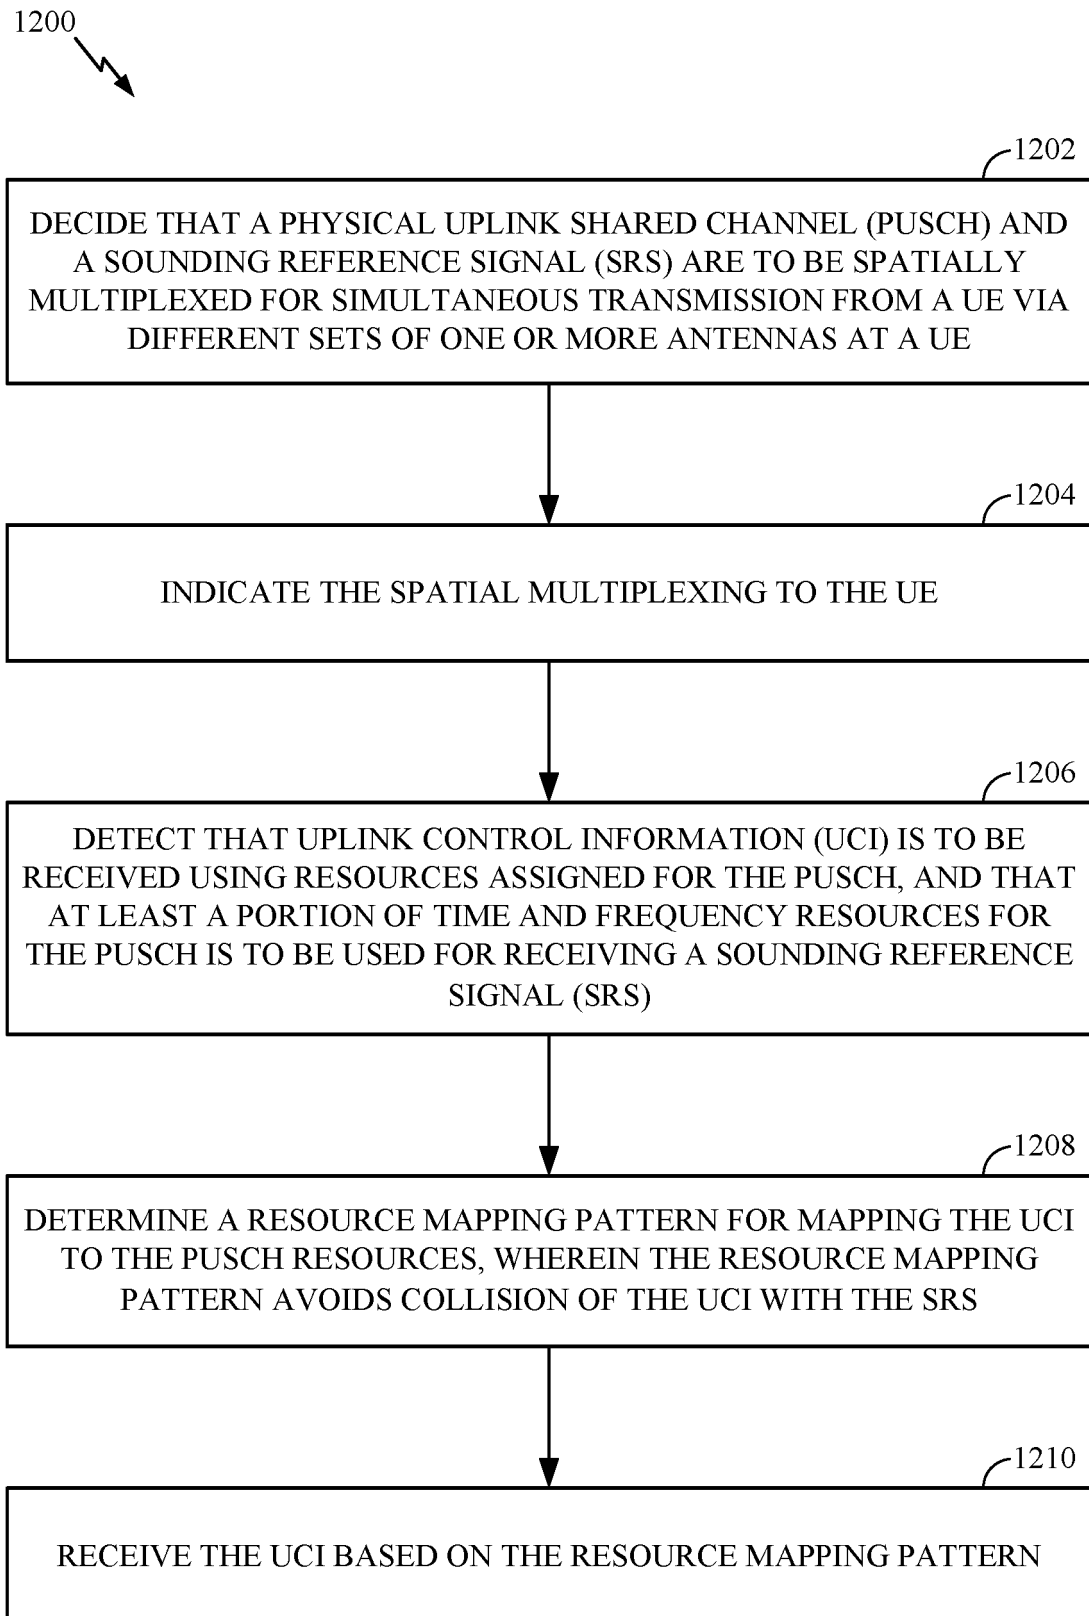 1200
1202
DECIDE THAT A PHYSICAL UPLINK SHARED CHANNEL (PUSCH) AND
A SOUNDING REFERENCE SIGNAL (SRS) ARE TO BE SPATIALLY
MULTIPLEXED FOR SIMULTANEOUS TRANSMISSION FROM A UE VIA
DIFFERENT SETS OF ONE OR MORE ANTENNAS AT A UE
1204
INDICATE THE SPATIAL MULTIPLEXING TO THE UE
1206
DETECT THAT UPLINK CONTROL INFORMATION (UCI) IS TO BE
RECEIVED USING RESOURCES ASSIGNED FOR THE PUSCH, AND THAT
AT LEAST A PORTION OF TIME AND FREQUENCY RESOURCES FOR
THE PUSCH IS TO BE USED FOR RECEIVING A SOUNDING REFERENCE
SIGNAL (SRS)
1208
DETERMINE A RESOURCE MAPPING PATTERN FOR MAPPING THE UCI
TO THE PUSCH RESOURCES, WHEREIN THE RESOURCE MAPPING
PATTERN AVOIDS COLLISION OF THE UCI WITH THE SRS
1210
RECEIVE THE UCI BASED ON THE RESOURCE MAPPING PATTERN